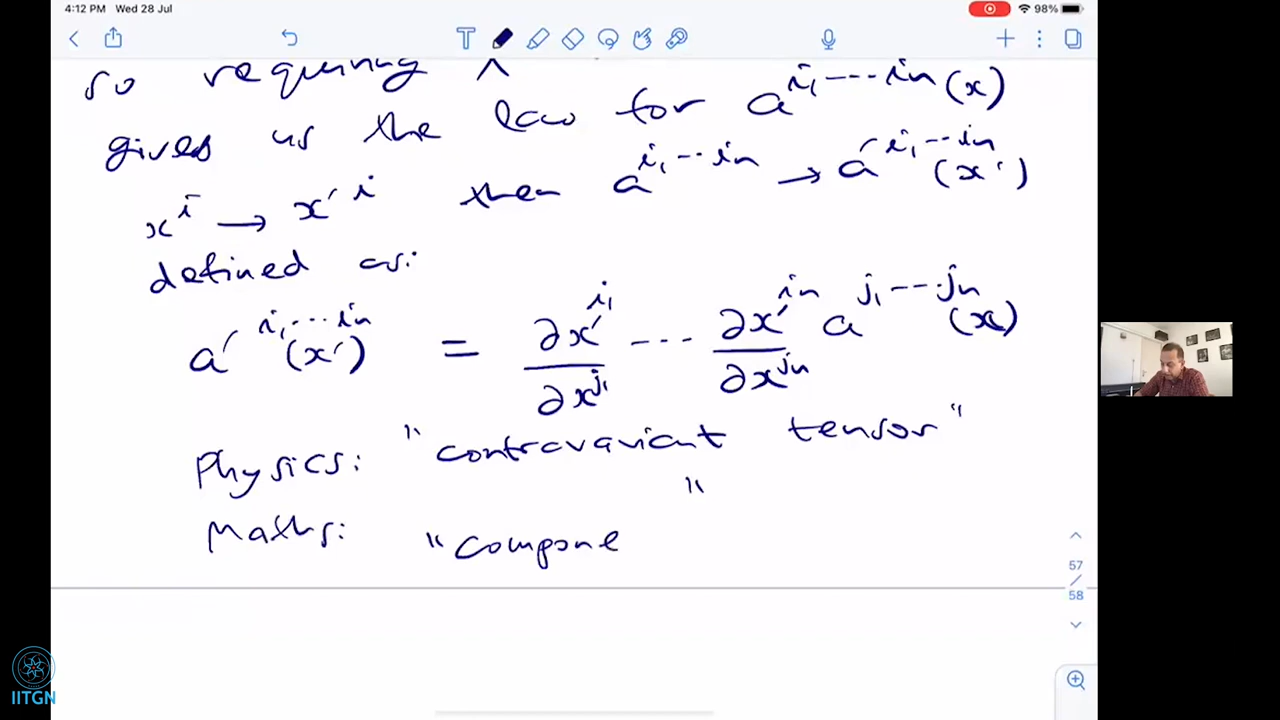 4:12 PM Wed 28 Jul
98%
so requiring ^
gives us the law for a^{i_1 --- i_n}(x)
x^i → x'^i then a^{i_1 -- i_n} → a'^{i_1 -- i_n}(x')
defined as:
a'^{i_1 ... i_n}(x') = ∂x'^{i_1}/∂x^{j_1} --- ∂x'^{i_n}/∂x^{j_n} a^{j_1 --- j_n}(x)
Physics: "contravariant tensor"
"
Maths: "compone
57
/
58
IITGN